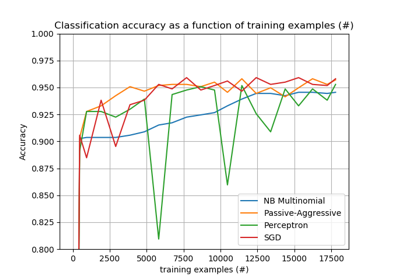 Classification accuracy as a function of training examples (#)
1.000
0.975
0.950
0.925
0.900
0.875
0.850
0.825
0.800
Accuracy
NB Multinomial
Passive-Aggressive
Perceptron
SGD
0 2500 5000 7500 10000 12500 15000 17500
training examples (#)